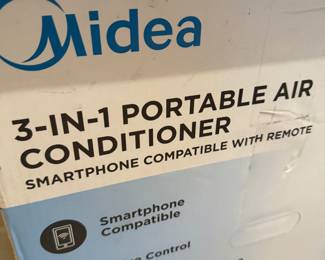 Midea
3-IN-1 PORTABLE AIR
CONDITIONER
SMARTPHONE COMPATIBLE WITH REMOTE
Smartphone
Compatible
Control